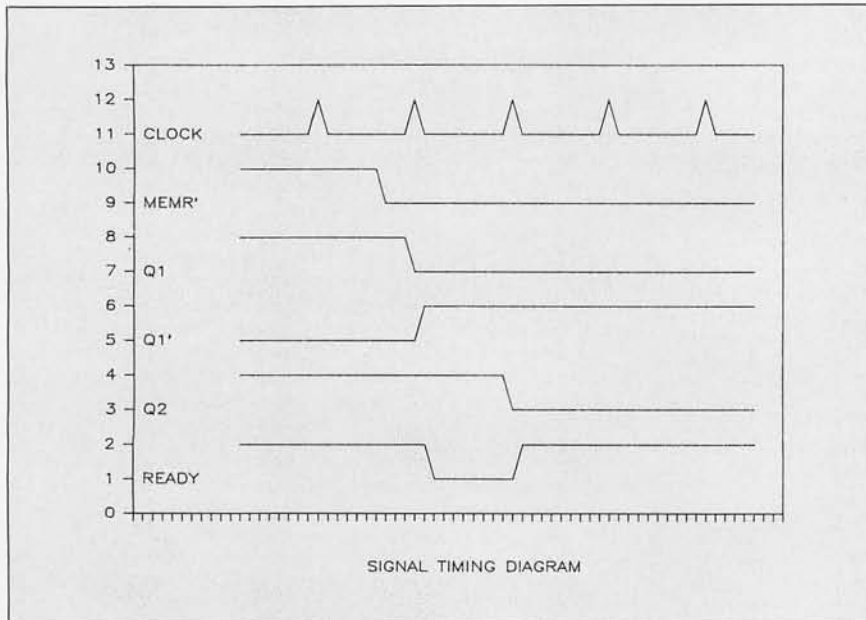 13
12
11 CLOCK
10
9 MEMR'
8
7 Q1
6
5 Q1'
4
3 Q2
2
1 READY
0
SIGNAL TIMING DIAGRAM